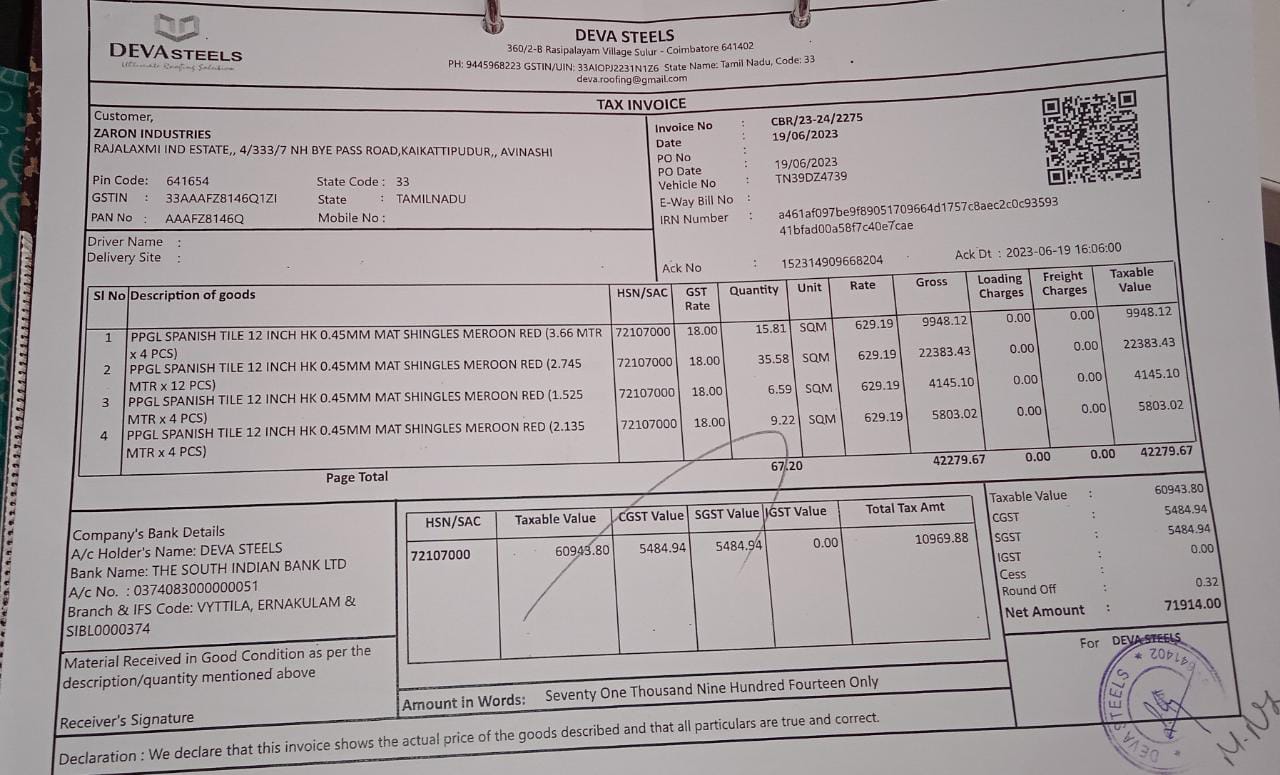 DEVA STEELS
Ultimate Roofing Solution
DEVA STEELS
360/2-B Rasipalayam Village Sulur - Coimbatore 641402
PH: 9445968223 GSTIN/UIN: 33AIOPJ2231N1Z6 State Name: Tamil Nadu, Code: 33
deva.roofing@gmail.com
TAX INVOICE
Customer,
ZARON INDUSTRIES
RAJALAXMI IND ESTATE,, 4/333/7 NH BYE PASS ROAD,KAIKATTIPUDUR,, AVINASHI
Pin Code: 641654 State Code : 33
GSTIN : 33AAAFZ8146Q1ZI State : TAMILNADU
PAN No : AAAFZ8146Q Mobile No :
Driver Name :
Delivery Site :
Invoice No : CBR/23-24/2275
Date : 19/06/2023
PO No :
PO Date : 19/06/2023
Vehicle No : TN39DZ4739
E-Way Bill No :
IRN Number : a461af097be9f89051709664d1757c8aec2c0c93593
41bfad00a58f7c40e7cae
Ack No : 152314909668204 Ack Dt : 2023-06-19 16:06:00
Sl No Description of goods HSN/SAC GST Rate Quantity Unit Rate Gross Loading Charges Freight Charges Taxable Value
1 PPGL SPANISH TILE 12 INCH HK 0.45MM MAT SHINGLES MEROON RED (3.66 MTR 72107000 18.00 15.81 SQM 629.19 9948.12 0.00 0.00 9948.12
x 4 PCS)
2 PPGL SPANISH TILE 12 INCH HK 0.45MM MAT SHINGLES MEROON RED (2.745 72107000 18.00 35.58 SQM 629.19 22383.43 0.00 0.00 22383.43
MTR x 12 PCS)
3 PPGL SPANISH TILE 12 INCH HK 0.45MM MAT SHINGLES MEROON RED (1.525 72107000 18.00 6.59 SQM 629.19 4145.10 0.00 0.00 4145.10
MTR x 4 PCS)
4 PPGL SPANISH TILE 12 INCH HK 0.45MM MAT SHINGLES MEROON RED (2.135 72107000 18.00 9.22 SQM 629.19 5803.02 0.00 0.00 5803.02
MTR x 4 PCS)
Page Total 67.20 42279.67 0.00 0.00 42279.67
Company's Bank Details
A/c Holder's Name: DEVA STEELS
Bank Name: THE SOUTH INDIAN BANK LTD
A/c No. : 0374083000000051
Branch & IFS Code: VYTTILA, ERNAKULAM &
SIBL0000374
HSN/SAC Taxable Value CGST Value SGST Value IGST Value Total Tax Amt
72107000 60943.80 5484.94 5484.94 0.00 10969.88
Taxable Value : 60943.80
CGST : 5484.94
SGST : 5484.94
IGST : 0.00
Cess :
Round Off : 0.32
Net Amount : 71914.00
Material Received in Good Condition as per the
description/quantity mentioned above
Receiver's Signature
Amount in Words: Seventy One Thousand Nine Hundred Fourteen Only
For DEVA STEELS
DEVA STEELS * 641402 *
Declaration : We declare that this invoice shows the actual price of the goods described and that all particulars are true and correct.